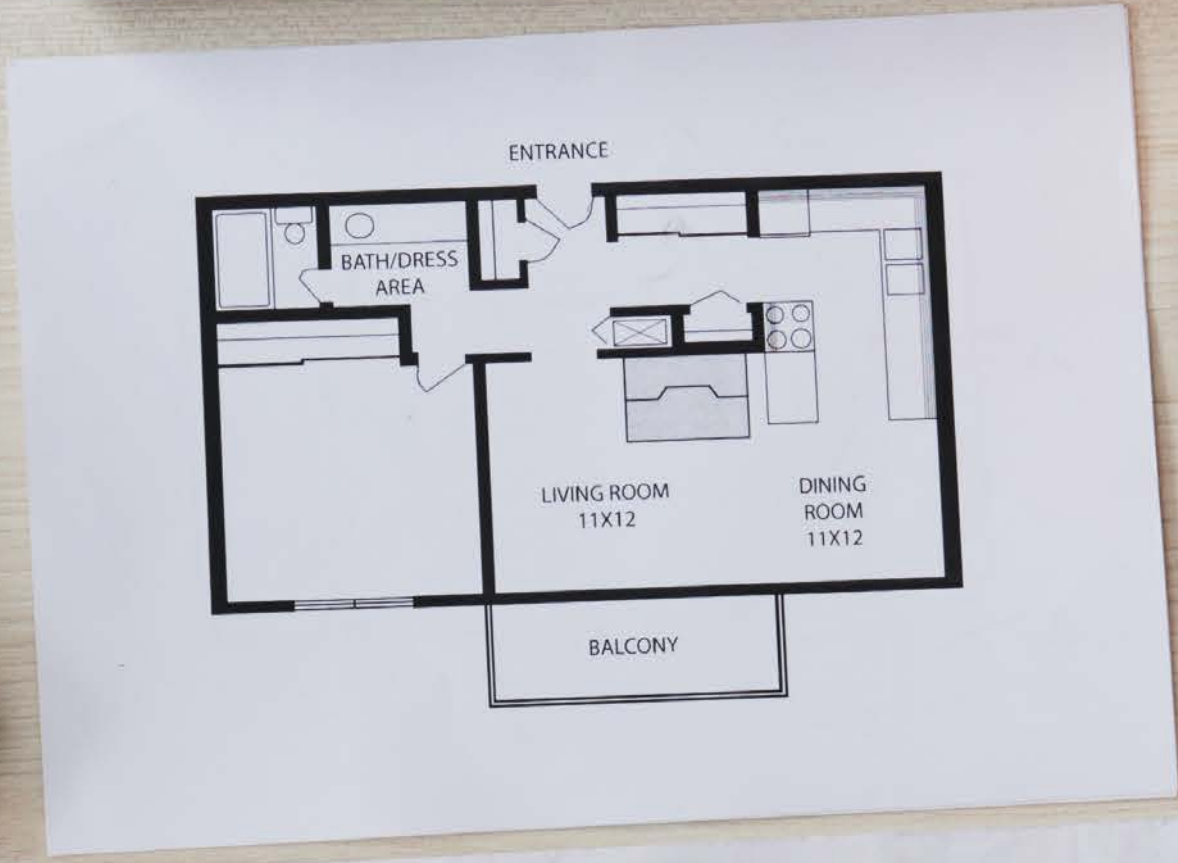 ENTRANCE
BATH/DRESS
AREA
LIVING ROOM
11X12
DINING
ROOM
11X12
BALCONY